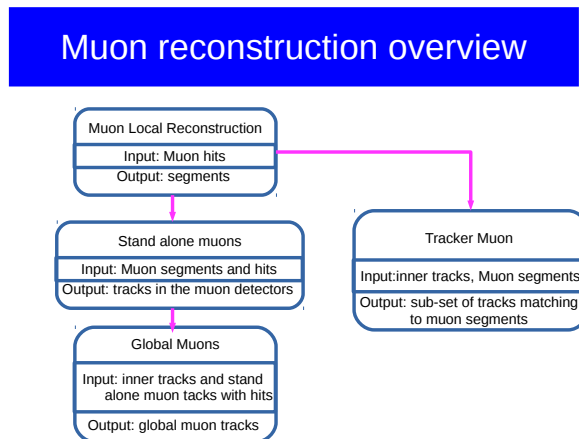 Muon reconstruction overview
Muon Local Reconstruction
Input: Muon hits
Output: segments
Stand alone muons
Input: Muon segments and hits
Output: tracks in the muon detectors
Tracker Muon
Input:inner tracks, Muon segments
Output: sub-set of tracks matching
to muon segments
Global Muons
Input: inner tracks and stand
alone muon tacks with hits
Output: global muon tracks